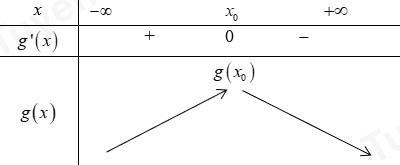 x −∞ x₀ +∞
g'(x) + 0 −
g(x₀)
g(x)